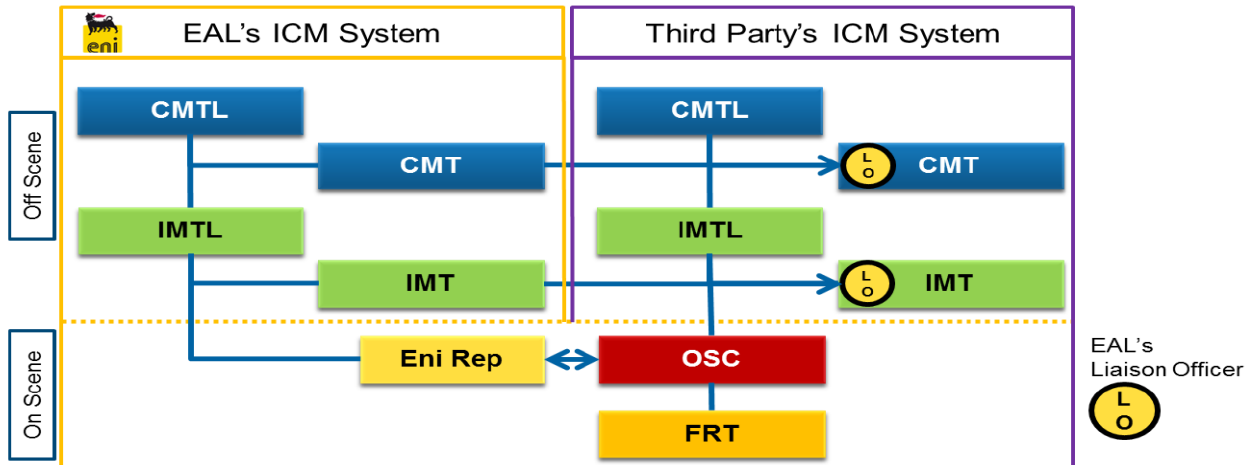 eni
EAL's ICM System
Third Party's ICM System
Off Scene
CMTL
CMTL
CMT
L
O
CMT
IMTL
IMTL
IMT
L
O
IMT
On Scene
Eni Rep
OSC
FRT
EAL's
Liaison Officer
L
O